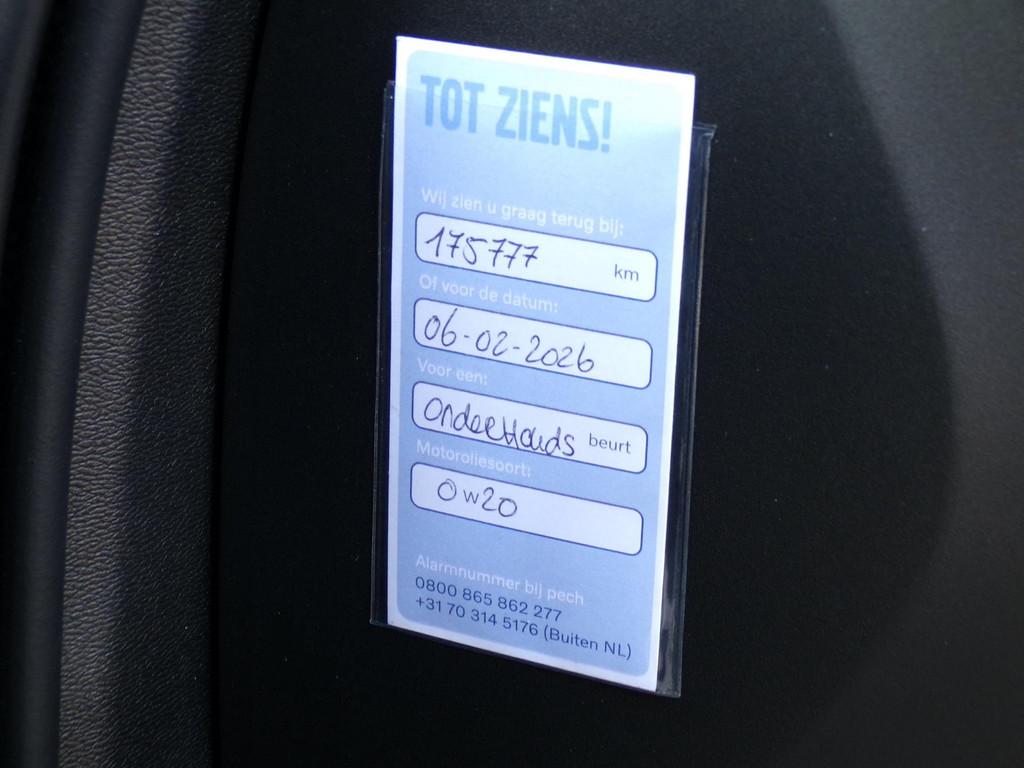 TOT ZIENS!
Wij zien u graag terug bij:
175777 km
Of voor de datum:
06-02-2026
Voor een:
Onderhouds beurt
Motoroliesoort:
0w20
Alarmnummer bij pech
0800 865 862 277
+31 70 314 5176 (Buiten NL)